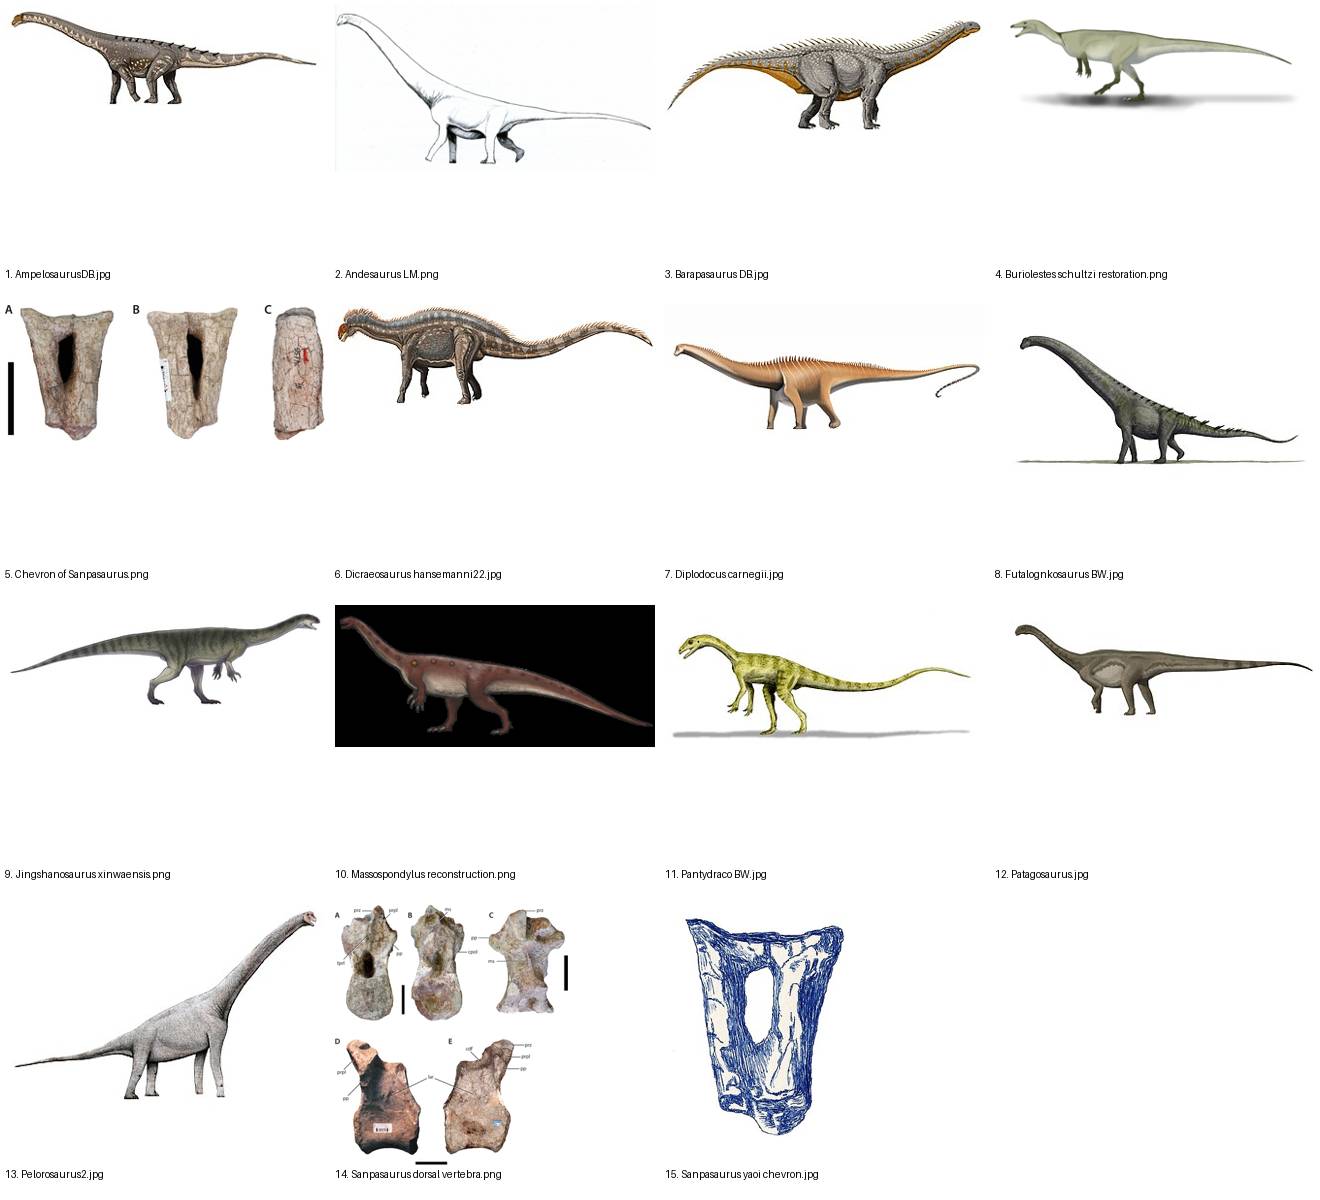 1. AmpelosaurusDB.jpg
2. Andesaurus LM.png
3. Barapasaurus DB.jpg
4. Buriolestes schultzi restoration.png
A B C
5. Chevron of Sanpasaurus.png
6. Dicraeosaurus hansemanni22.jpg
7. Diplodocus carnegii.jpg
8. Futalognkosaurus BW.jpg
9. Jingshanosaurus xinwaensis.png
10. Massospondylus reconstruction.png
11. Pantydraco BW.jpg
12. Patagosaurus.jpg
13. Pelorosaurus2.jpg
A B C
D E
14. Sanpasaurus dorsal vertebra.png
15. Sanpasaurus yaoi chevron.jpg